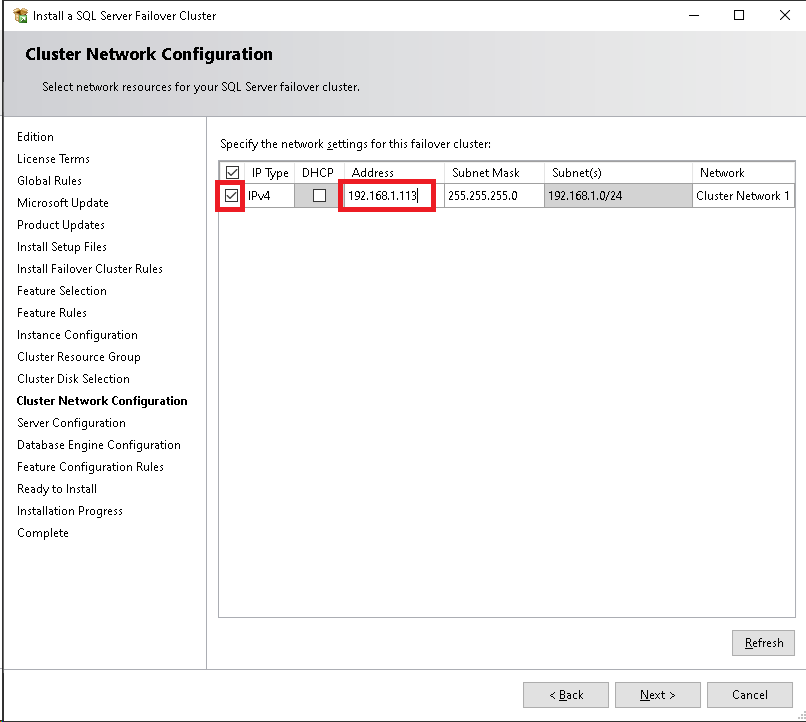 Install a SQL Server Failover Cluster
Cluster Network Configuration
Select network resources for your SQL Server failover cluster.
Edition
License Terms
Global Rules
Microsoft Update
Product Updates
Install Setup Files
Install Failover Cluster Rules
Feature Selection
Feature Rules
Instance Configuration
Cluster Resource Group
Cluster Disk Selection
Cluster Network Configuration
Server Configuration
Database Engine Configuration
Feature Configuration Rules
Ready to Install
Installation Progress
Complete
Specify the network settings for this failover cluster:
IP Type DHCP Address Subnet Mask Subnet(s) Network
IPv4 192.168.1.113 255.255.255.0 192.168.1.0/24 Cluster Network 1
Refresh
< Back Next > Cancel